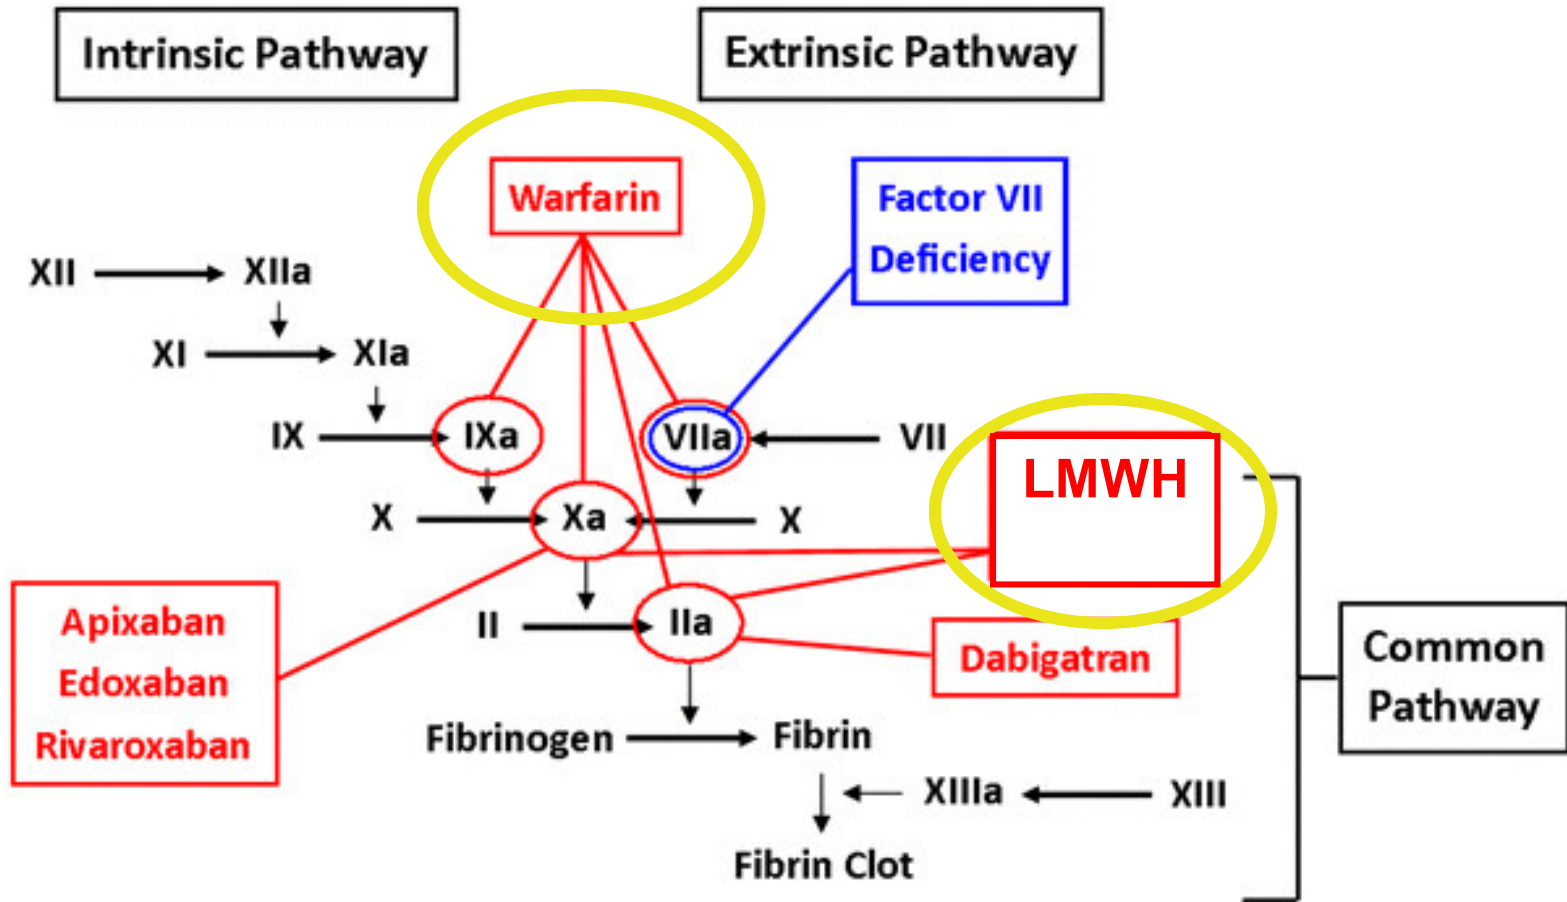 Intrinsic Pathway
Extrinsic Pathway
Warfarin
Factor VII
Deficiency
XII
XIIa
XI
XIa
IX
IXa
VIIa
VII
LMWH
X
Xa
X
Apixaban
Edoxaban
Rivaroxaban
II
IIa
Dabigatran
Common
Pathway
Fibrinogen
Fibrin
XIIIa
XIII
Fibrin Clot